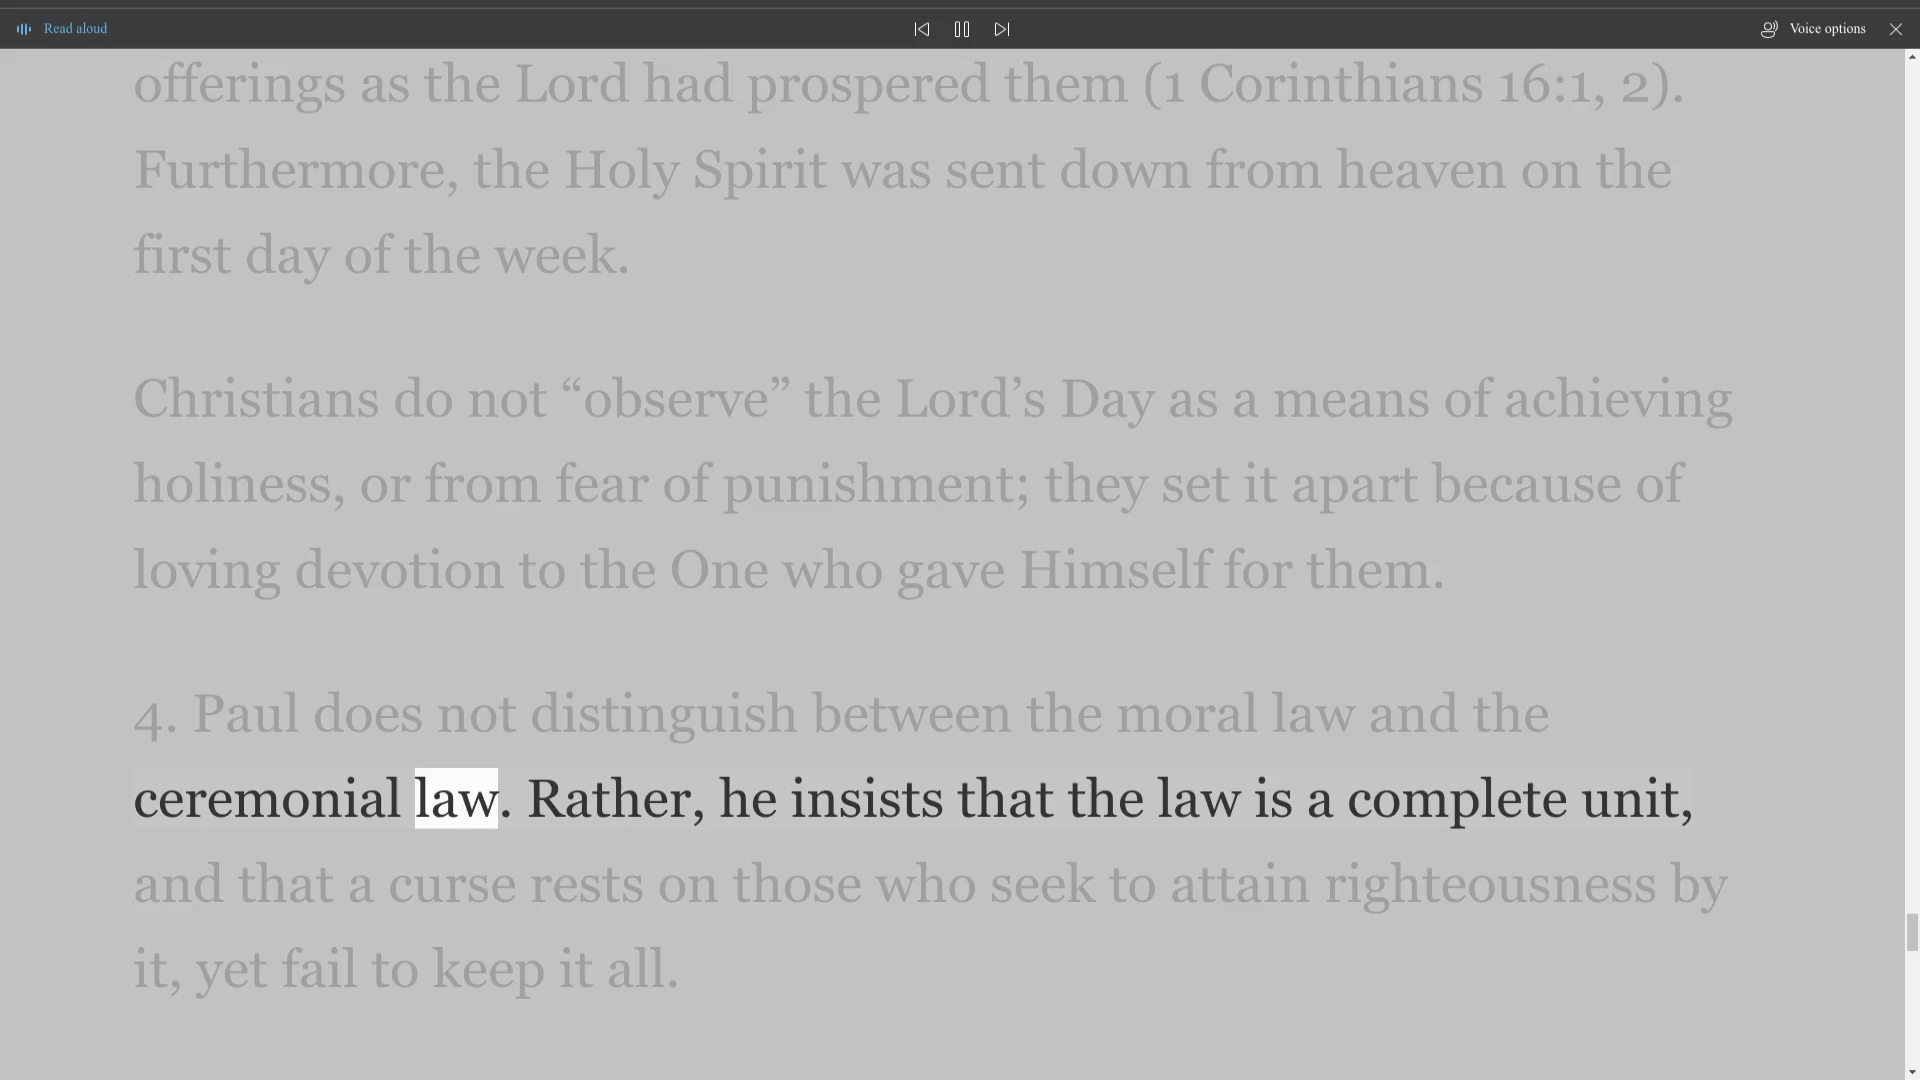 Read aloud
Voice options
offerings as the Lord had prospered them (1 Corinthians 16:1, 2).
Furthermore, the Holy Spirit was sent down from heaven on the
first day of the week.
Christians do not “observe” the Lord’s Day as a means of achieving
holiness, or from fear of punishment; they set it apart because of
loving devotion to the One who gave Himself for them.
4. Paul does not distinguish between the moral law and the
ceremonial law. Rather, he insists that the law is a complete unit,
and that a curse rests on those who seek to attain righteousness by
it, yet fail to keep it all.